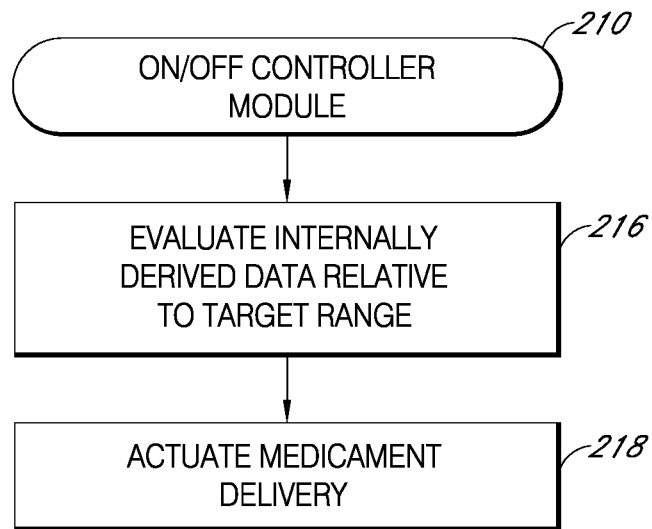 210
ON/OFF CONTROLLER
MODULE
216
EVALUATE INTERNALLY
DERIVED DATA RELATIVE
TO TARGET RANGE
218
ACTUATE MEDICAMENT
DELIVERY